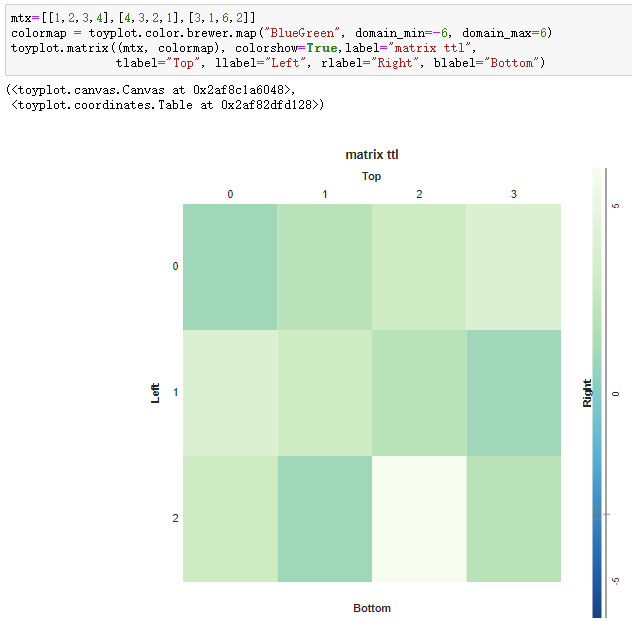 mtx=[[1,2,3,4],[4,3,2,1],[3,1,6,2]]
colormap = toyplot.color.brewer.map("BlueGreen", domain_min=-6, domain_max=6)
toyplot.matrix((mtx, colormap), colorshow=True,label="matrix ttl",
tlabel="Top", llabel="Left", rlabel="Right", blabel="Bottom")
(<toyplot.canvas.Canvas at 0x2af8c1a6048>,
<toyplot.coordinates.Table at 0x2af82dfd128>)
matrix ttl
Top
0 1 2 3
5
0
Left
1
Right
0
2
-5
Bottom